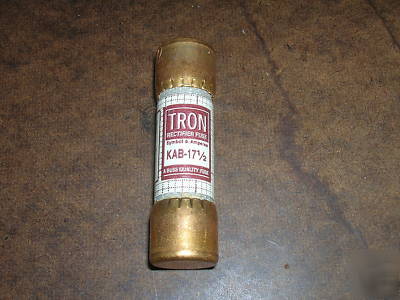 TRON
RECTIFIER FUSE
Symbol & Amperes
KAB-17½
A BUSS QUALITY FUSE